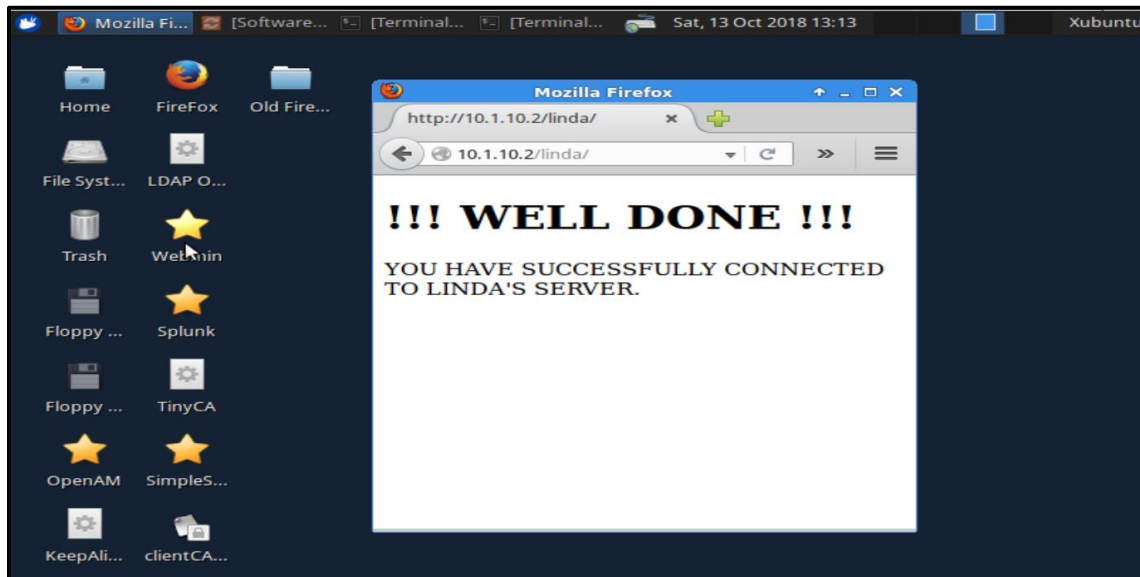 Mozilla Fi... [Software... [Terminal... [Terminal... Sat, 13 Oct 2018 13:13 Xubuntu
Home FireFox Old Fire...
File Syst... LDAP O...
Trash Webmin
Floppy ... Splunk
Floppy ... TinyCA
OpenAM SimpleS...
KeepAli... clientCA...
Mozilla Firefox
http://10.1.10.2/linda/
10.1.10.2/linda/
!!! WELL DONE !!!
YOU HAVE SUCCESSFULLY CONNECTED
TO LINDA'S SERVER.